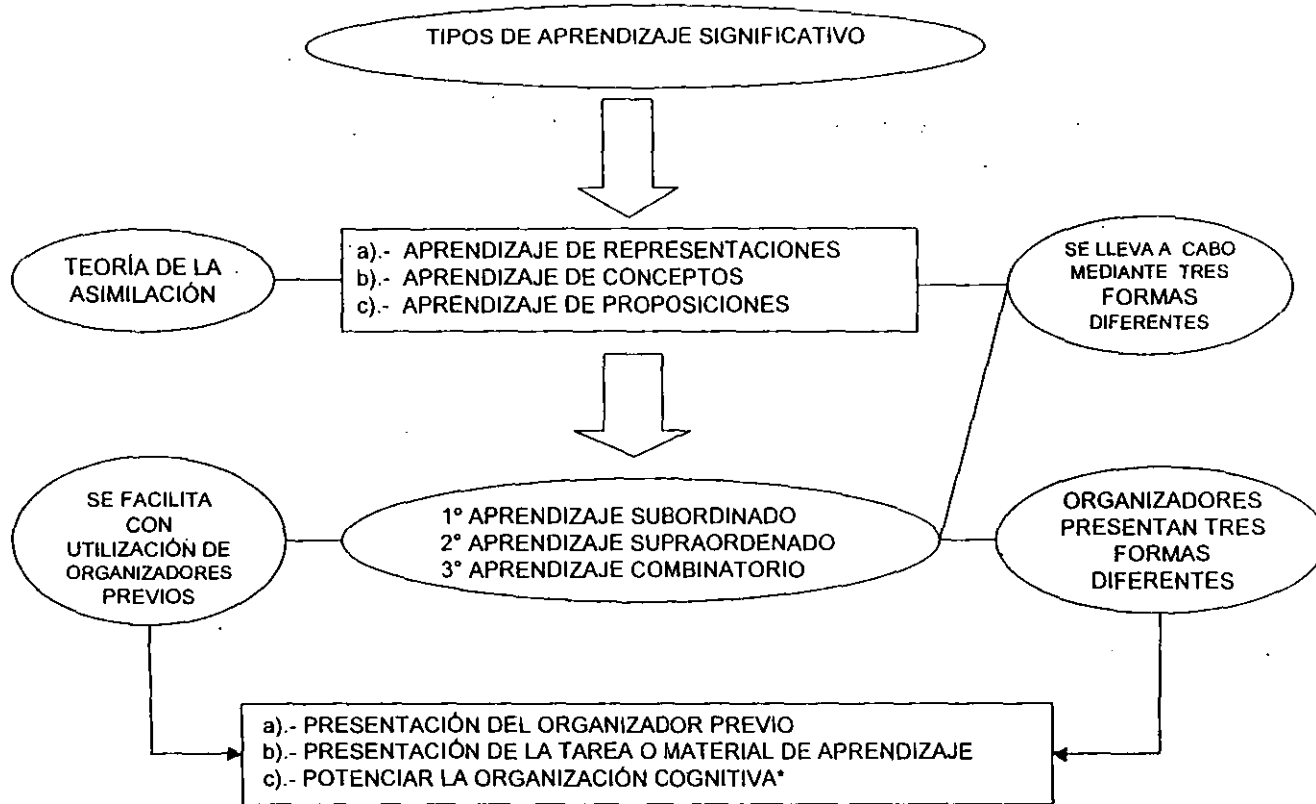 TIPOS DE APRENDIZAJE SIGNIFICATIVO
TEORÍA DE LA
ASIMILACIÓN
a).- APRENDIZAJE DE REPRESENTACIONES
b).- APRENDIZAJE DE CONCEPTOS
c).- APRENDIZAJE DE PROPOSICIONES
SE LLEVA A CABO
MEDIANTE TRES
FORMAS
DIFERENTES
SE FACILITA
CON
UTILIZACIÓN DE
ORGANIZADORES
PREVIOS
1° APRENDIZAJE SUBORDINADO
2° APRENDIZAJE SUPRAORDENADO
3° APRENDIZAJE COMBINATORIO
ORGANIZADORES
PRESENTAN TRES
FORMAS
DIFERENTES
a).- PRESENTACIÓN DEL ORGANIZADOR PREVIO
b).- PRESENTACIÓN DE LA TAREA O MATERIAL DE APRENDIZAJE
c).- POTENCIAR LA ORGANIZACIÓN COGNITIVA*